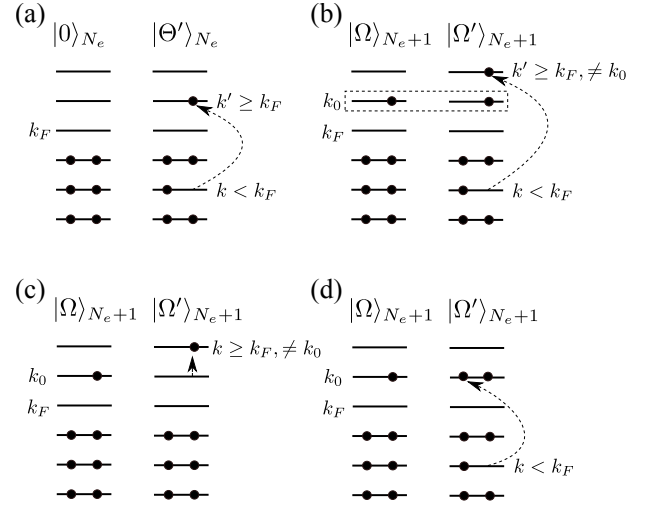 (a)
|0⟩_{N_e} |Θ'⟩_{N_e}
k' ≥ k_F
k_F
k < k_F
(b)
|Ω⟩_{N_e+1} |Ω'⟩_{N_e+1}
k' ≥ k_F, ≠ k_0
k_0
k_F
k < k_F
(c)
|Ω⟩_{N_e+1} |Ω'⟩_{N_e+1}
k ≥ k_F, ≠ k_0
k_0
k_F
(d)
|Ω⟩_{N_e+1} |Ω'⟩_{N_e+1}
k_0
k_F
k < k_F